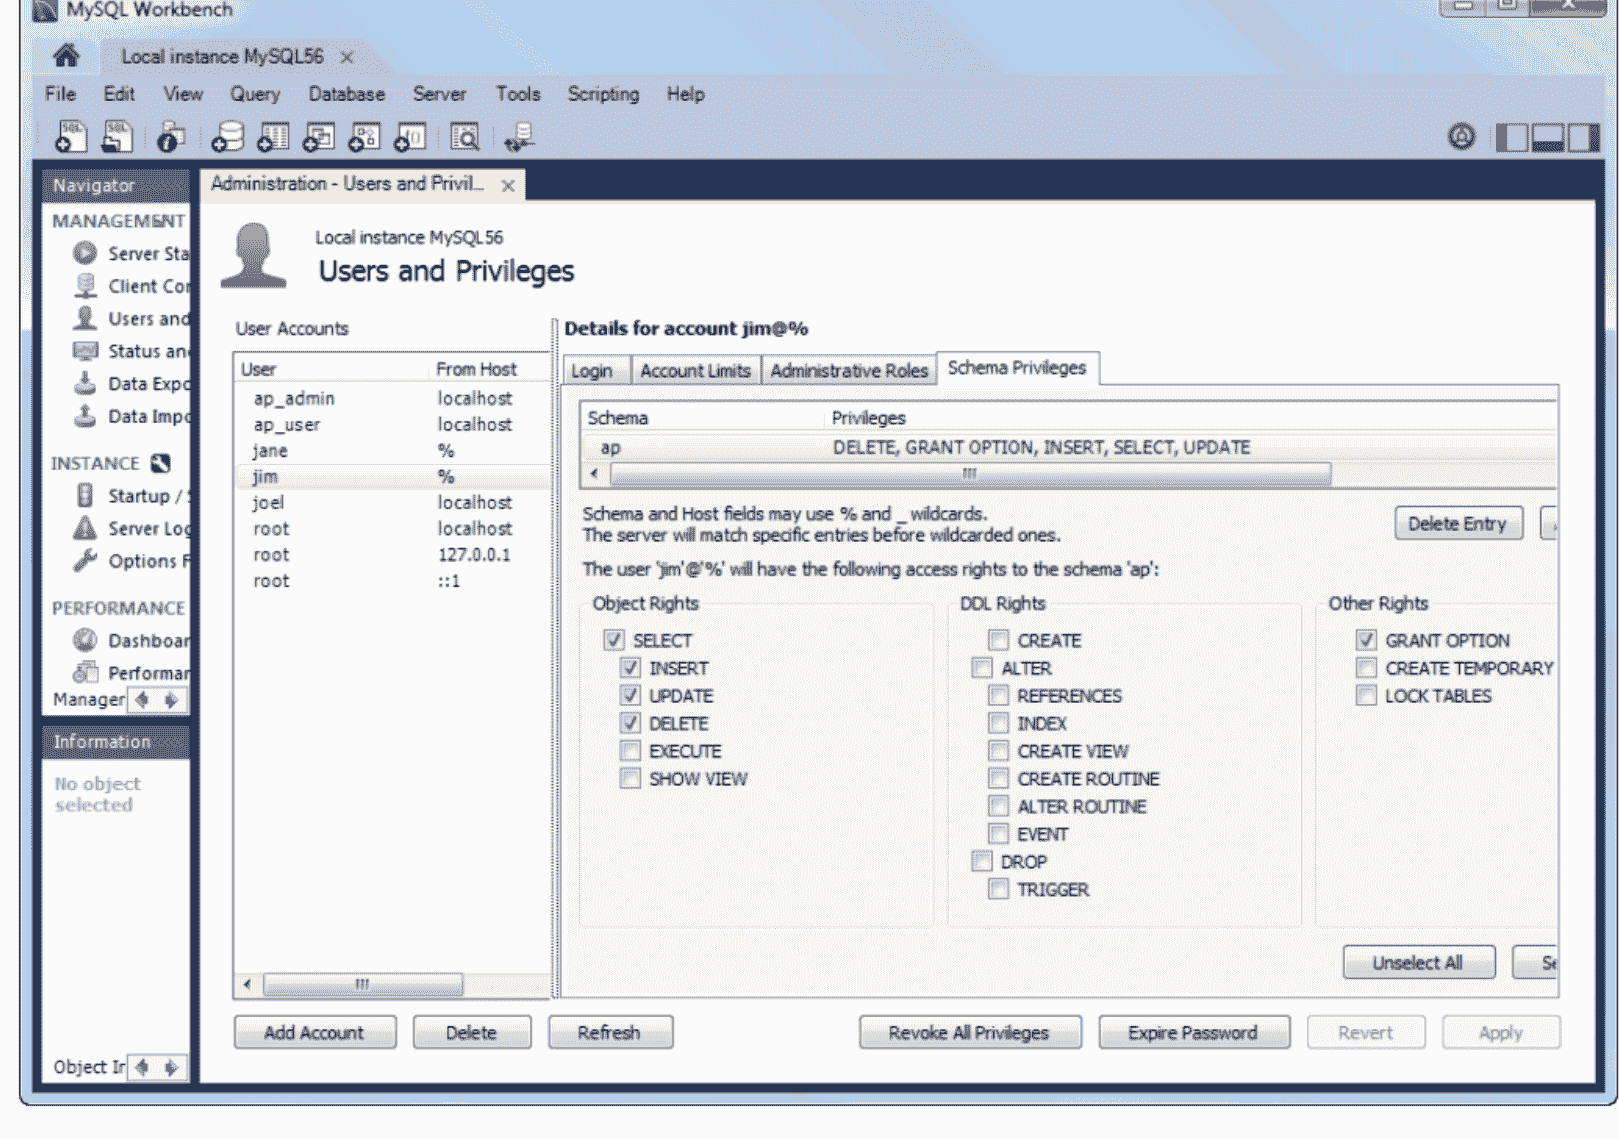 MySQL Workbench
Local instance MySQL56
File Edit View Query Database Server Tools Scripting Help
Navigator
MANAGEMENT
Server Sta
Client Con
Users and
Status an
Data Expo
Data Impo
INSTANCE
Startup / S
Server Log
Options F
PERFORMANCE
Dashboar
Performan
Manager
Information
No object
selected
Object Ir
Administration - Users and Privil...
Local instance MySQL56
Users and Privileges
User Accounts
User From Host
ap_admin localhost
ap_user localhost
jane %
jim %
joel localhost
root localhost
root 127.0.0.1
root ::1
Details for account jim@%
Login Account Limits Administrative Roles Schema Privileges
Schema Privileges
ap DELETE, GRANT OPTION, INSERT, SELECT, UPDATE
Schema and Host fields may use % and _ wildcards.
The server will match specific entries before wildcarded ones.
Delete Entry
The user 'jim'@'%' will have the following access rights to the schema 'ap':
Object Rights
SELECT
INSERT
UPDATE
DELETE
EXECUTE
SHOW VIEW
DDL Rights
CREATE
ALTER
REFERENCES
INDEX
CREATE VIEW
CREATE ROUTINE
ALTER ROUTINE
EVENT
DROP
TRIGGER
Other Rights
GRANT OPTION
CREATE TEMPORARY
LOCK TABLES
Unselect All Se
Add Account Delete Refresh Revoke All Privileges Expire Password Revert Apply